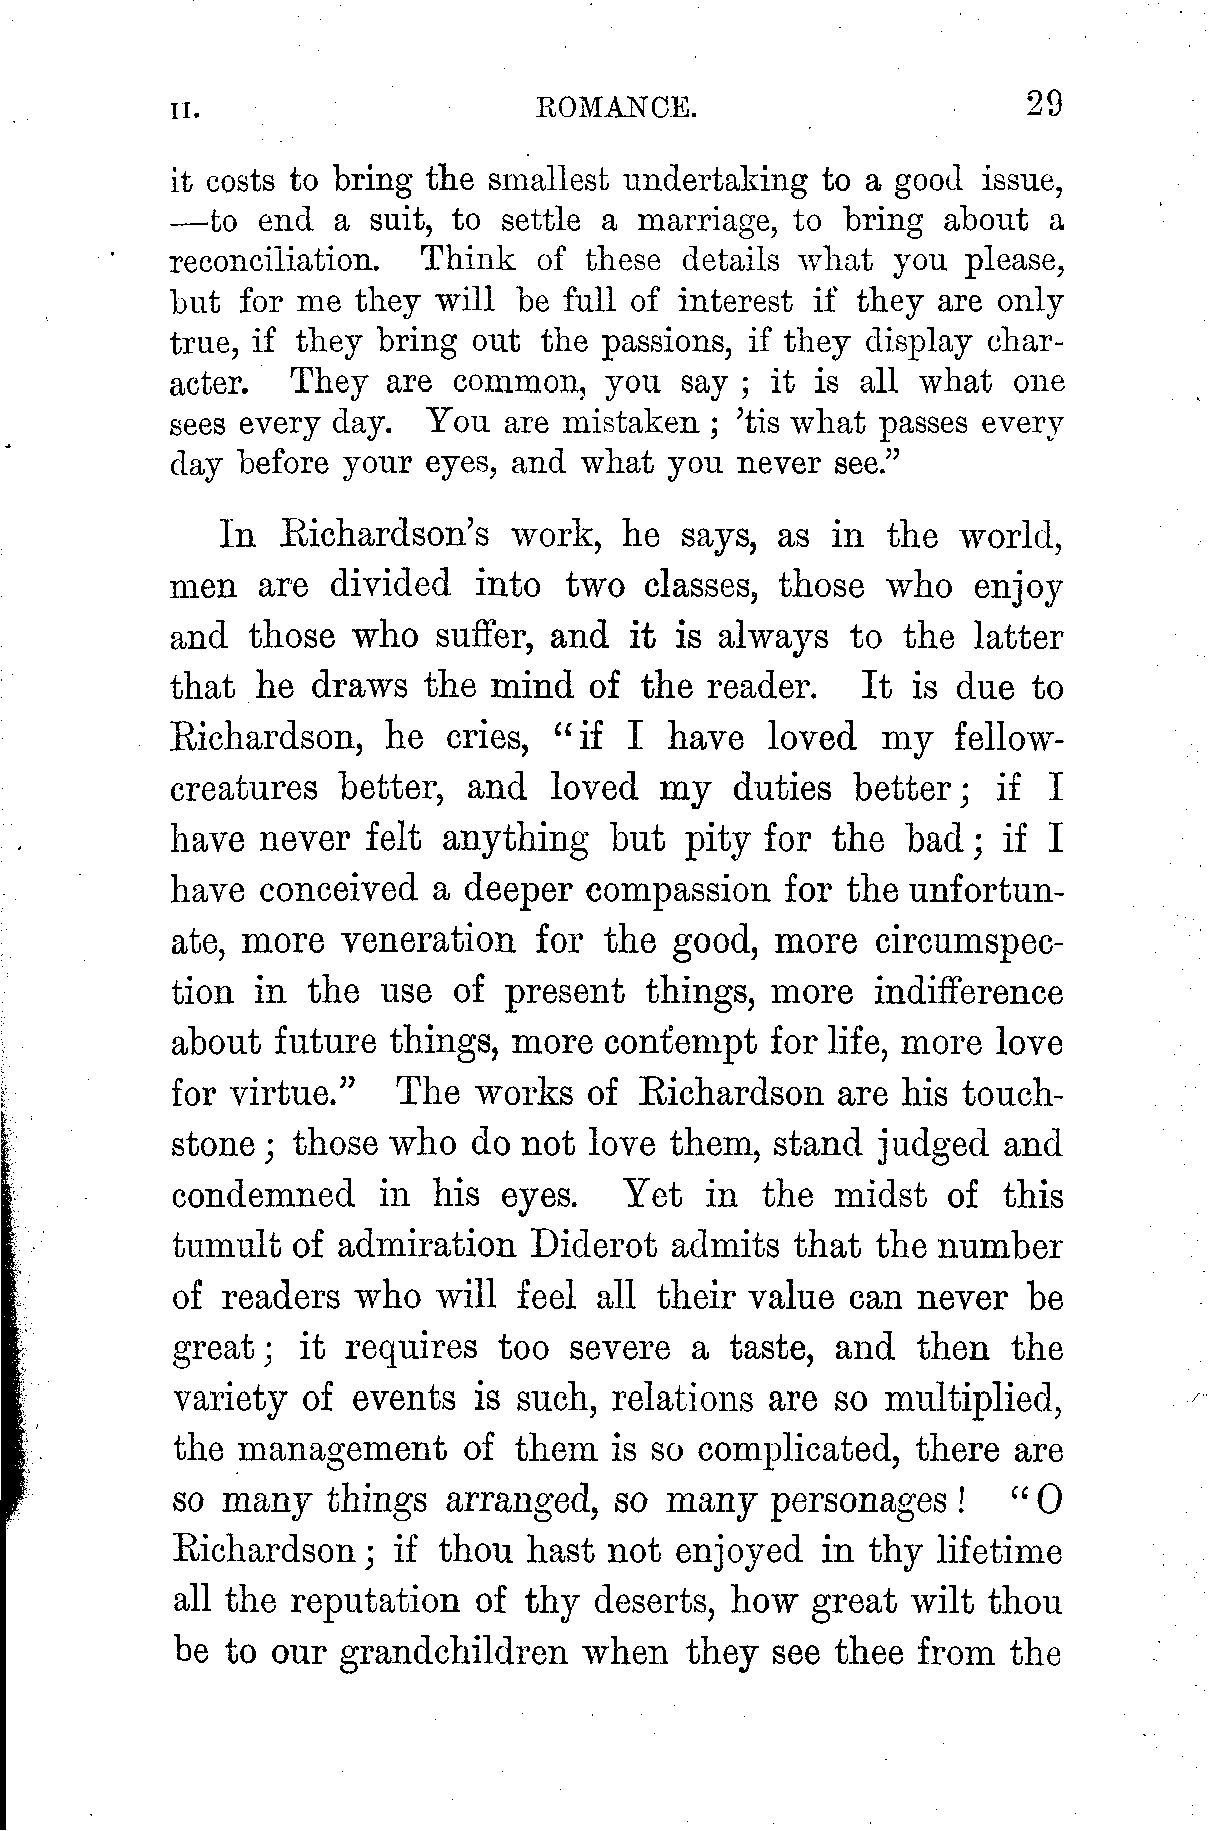 II. ROMANCE. 29
it costs to bring the smallest undertaking to a good issue,
—to end a suit, to settle a marriage, to bring about a
reconciliation. Think of these details what you please,
but for me they will be full of interest if they are only
true, if they bring out the passions, if they display char-
acter. They are common, you say ; it is all what one
sees every day. You are mistaken ; ’tis what passes every
day before your eyes, and what you never see.”
In Richardson’s work, he says, as in the world,
men are divided into two classes, those who enjoy
and those who suffer, and it is always to the latter
that he draws the mind of the reader. It is due to
Richardson, he cries, “if I have loved my fellow-
creatures better, and loved my duties better ; if I
have never felt anything but pity for the bad ; if I
have conceived a deeper compassion for the unfortun-
ate, more veneration for the good, more circumspec-
tion in the use of present things, more indifference
about future things, more contempt for life, more love
for virtue.” The works of Richardson are his touch-
stone ; those who do not love them, stand judged and
condemned in his eyes. Yet in the midst of this
tumult of admiration Diderot admits that the number
of readers who will feel all their value can never be
great ; it requires too severe a taste, and then the
variety of events is such, relations are so multiplied,
the management of them is so complicated, there are
so many things arranged, so many personages ! “O
Richardson ; if thou hast not enjoyed in thy lifetime
all the reputation of thy deserts, how great wilt thou
be to our grandchildren when they see thee from the